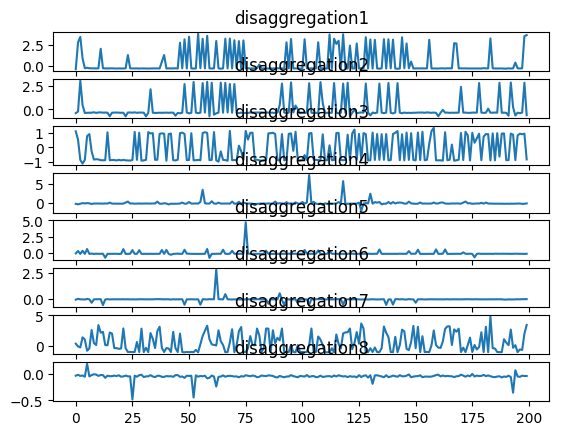 disaggregation1
2.5
0.0
disaggregation2
2.5
0.0
disaggregation3
1
0
−1
disaggregation4
5
0
disaggregation5
5.0
2.5
0.0
disaggregation6
2.5
0.0
disaggregation7
5
0
disaggregation8
0.0
−0.5
0 25 50 75 100 125 150 175 200